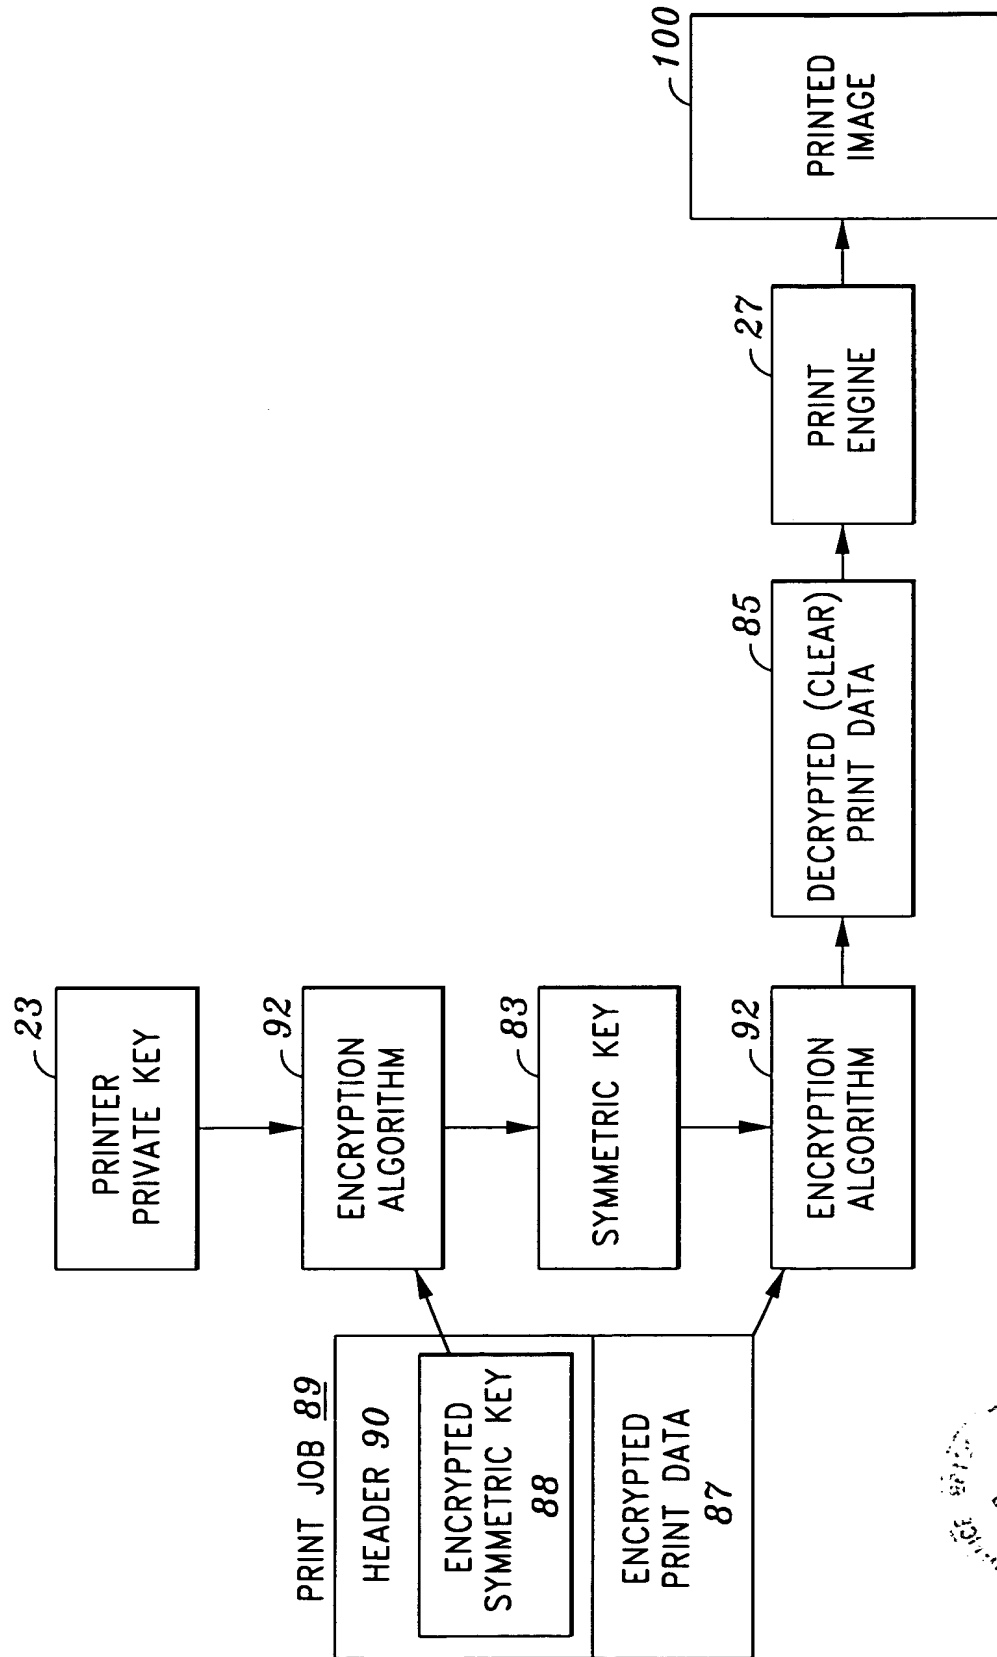 PRINT JOB 89
HEADER 90
ENCRYPTED
SYMMETRIC KEY
88
ENCRYPTED
PRINT DATA
87
23
PRINTER
PRIVATE KEY
92
ENCRYPTION
ALGORITHM
83
SYMMETRIC KEY
92
ENCRYPTION
ALGORITHM
85
DECRYPTED (CLEAR)
PRINT DATA
27
PRINT
ENGINE
100
PRINTED
IMAGE